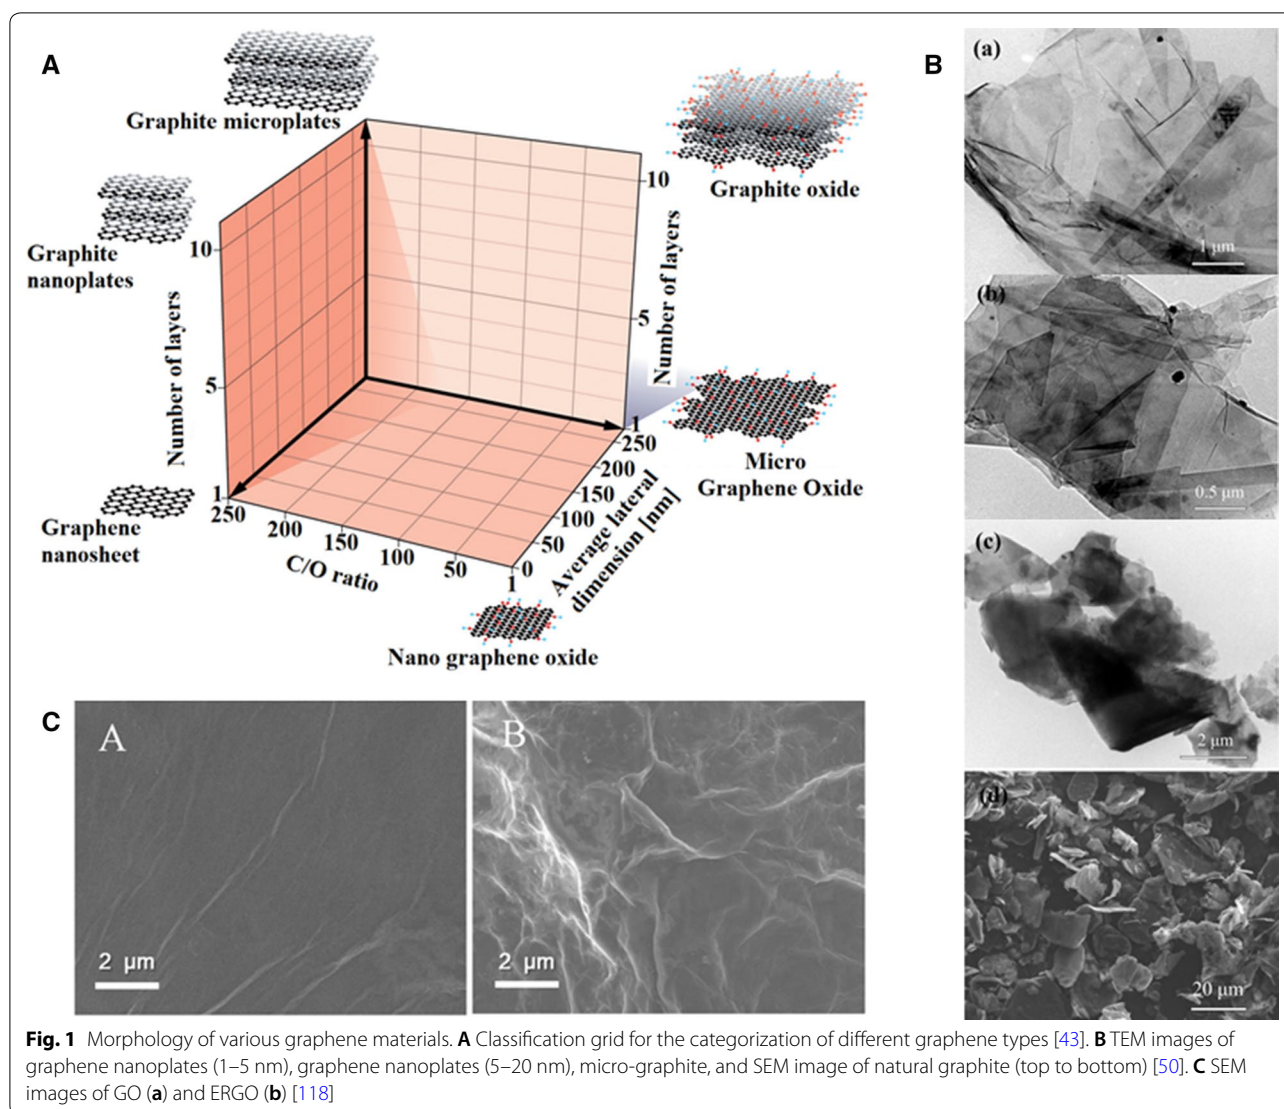 A
Graphite microplates
Graphite oxide
Graphite
nanoplates
10
5
1
Number of layers
10
5
1
Number of layers
Graphene
nanosheet
250
200
150
100
50
1
C/O ratio
250
200
150
100
50
0
Average lateral
dimension [nm]
Micro
Graphene Oxide
Nano graphene oxide
B
(a)
1 μm
(b)
0.5 μm
(c)
2 μm
(d)
20 μm
C
A
2 μm
B
2 μm
Fig. 1 Morphology of various graphene materials. A Classification grid for the categorization of different graphene types [43]. B TEM images of
graphene nanoplates (1–5 nm), graphene nanoplates (5–20 nm), micro-graphite, and SEM image of natural graphite (top to bottom) [50]. C SEM
images of GO (a) and ERGO (b) [118]